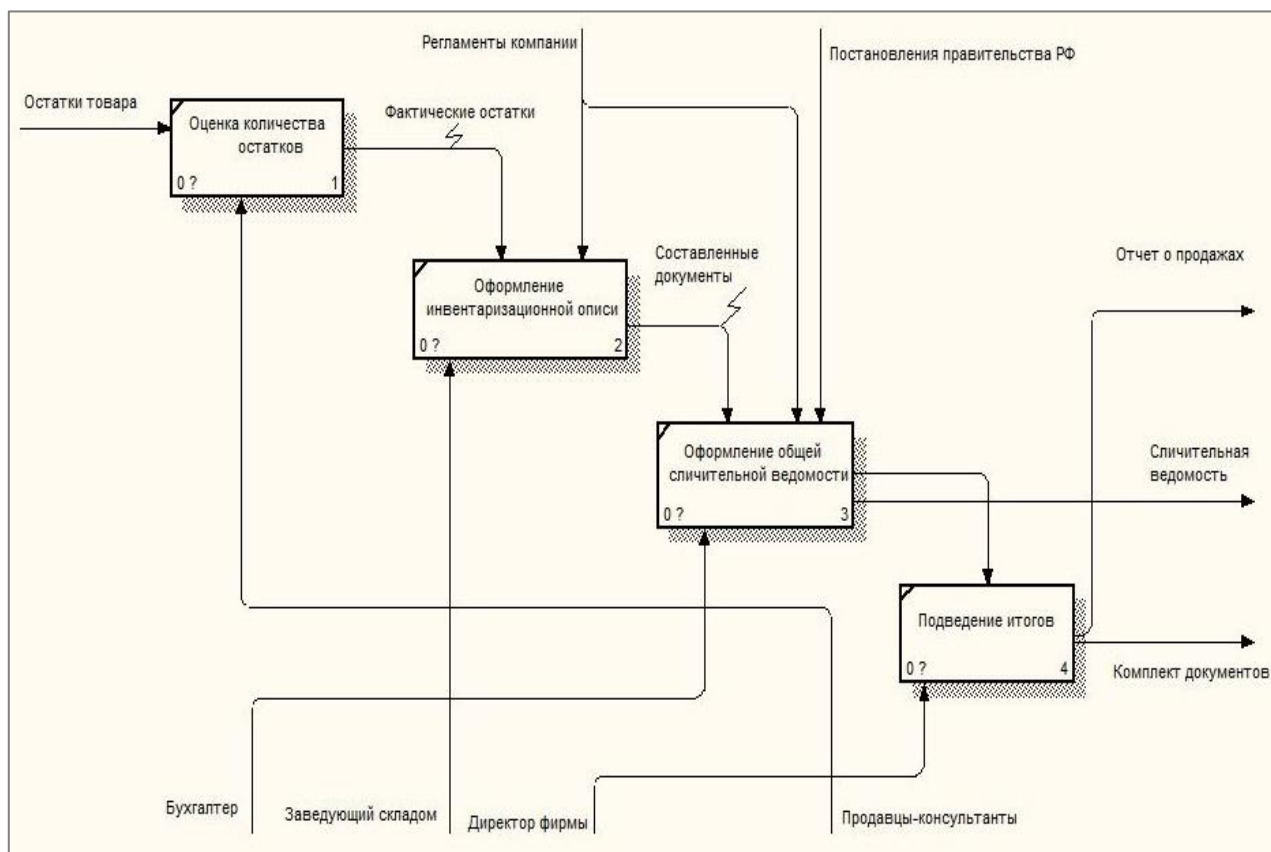 Регламенты компании
Постановления правительства РФ
Остатки товара
Фактические остатки
Оценка количества
остатков
0 ?
1
Составленные
документы
Отчет о продажах
Оформление
инвентаризационной описи
0 ?
2
Оформление общей
сличительной ведомости
0 ?
3
Сличительная
ведомость
Подведение итогов
0 ?
4
Комплект документов
Бухгалтер
Заведующий складом
Директор фирмы
Продавцы-консультанты